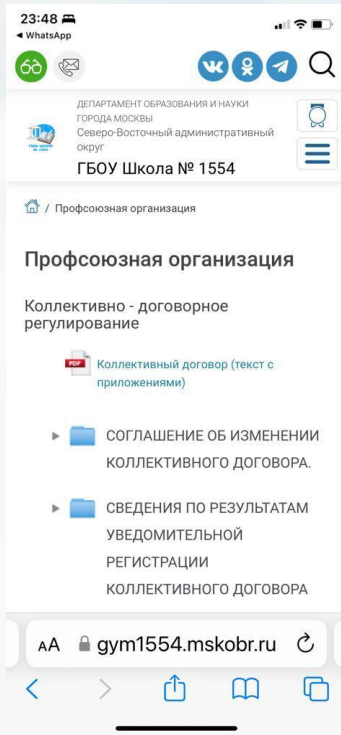 23:48
WhatsApp
ДЕПАРТАМЕНТ ОБРАЗОВАНИЯ И НАУКИ
ГОРОДА МОСКВЫ
Северо-Восточный административный
округ
ГБОУ Школа № 1554
/ Профсоюзная организация
Профсоюзная организация
Коллективно - договорное
регулирование
PDF
Коллективный договор (текст с
приложениями)
СОГЛАШЕНИЕ ОБ ИЗМЕНЕНИИ
КОЛЛЕКТИВНОГО ДОГОВОРА.
СВЕДЕНИЯ ПО РЕЗУЛЬТАТАМ
УВЕДОМИТЕЛЬНОЙ
РЕГИСТРАЦИИ
КОЛЛЕКТИВНОГО ДОГОВОРА
AA gym1554.mskobr.ru